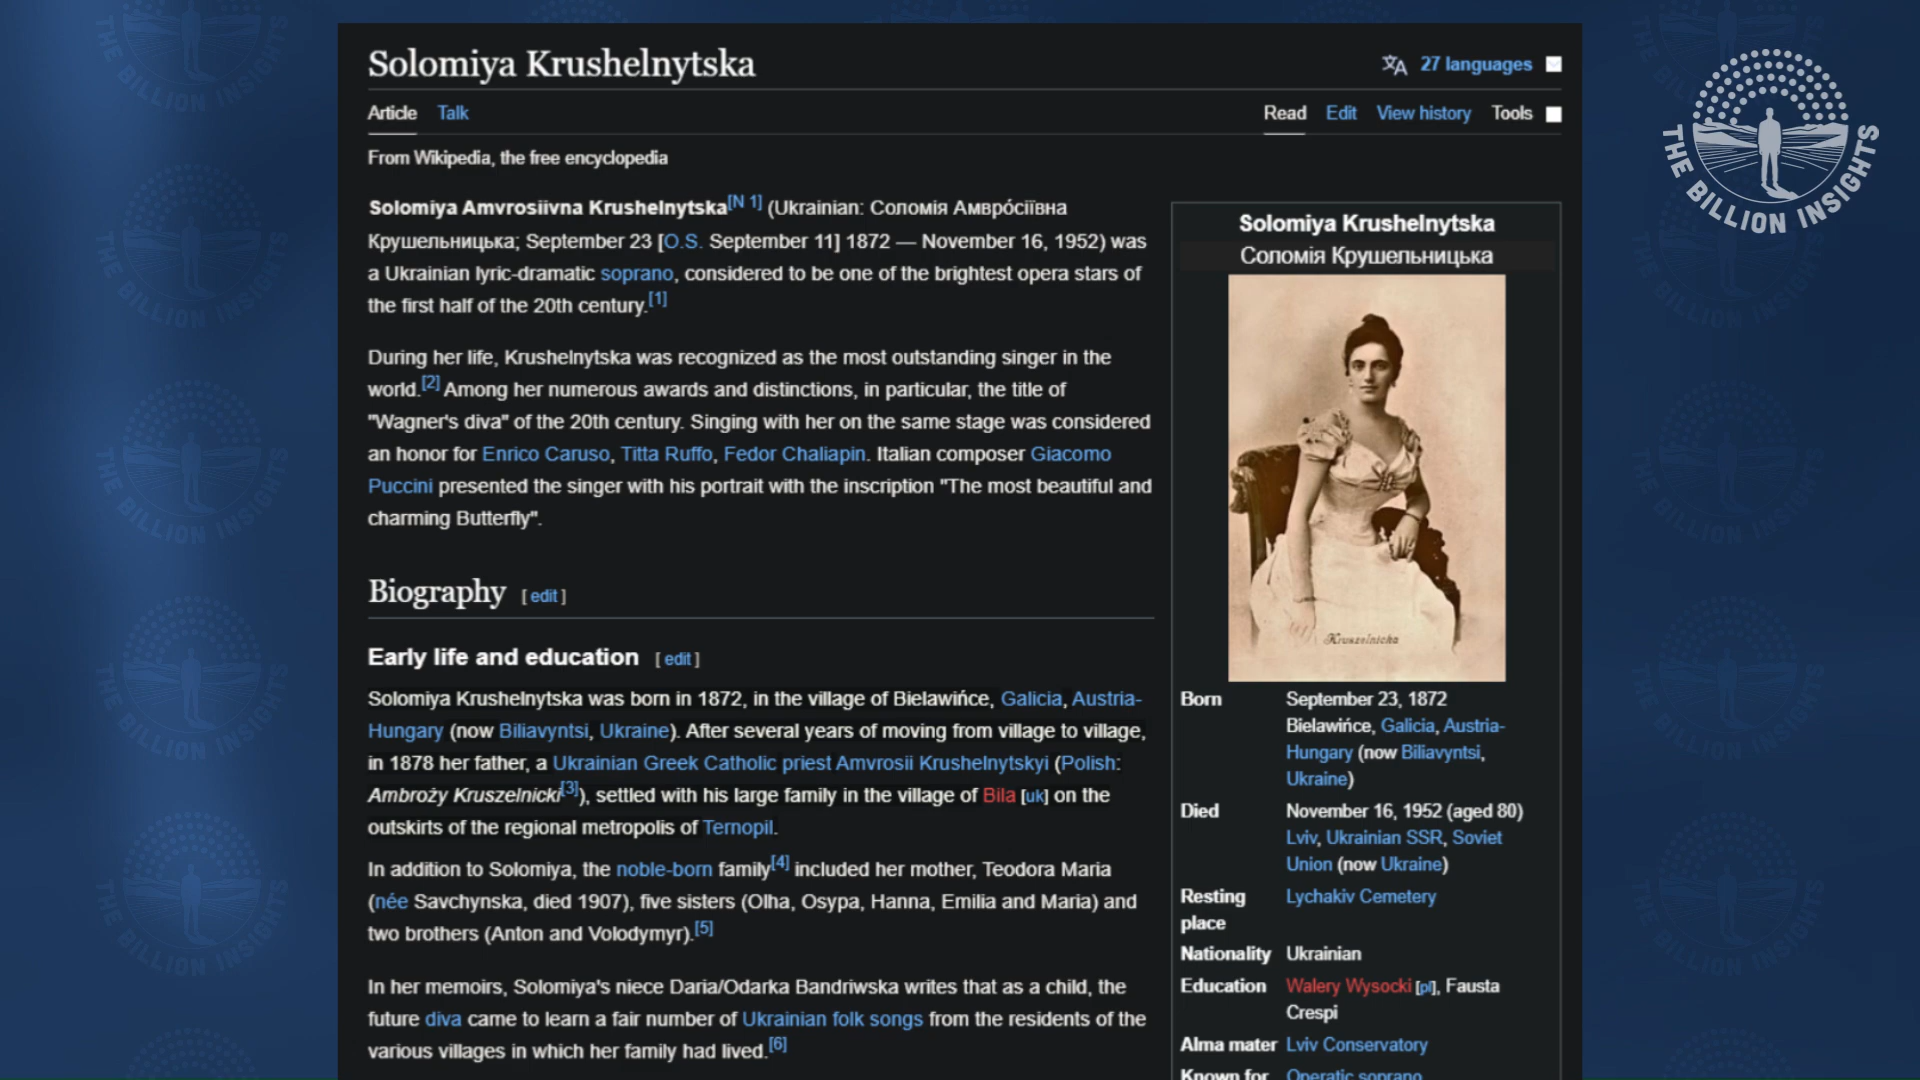 Solomiya Krushelnytska
27 languages
Article Talk
Read Edit View history Tools
From Wikipedia, the free encyclopedia
Solomiya Amvrosiivna Krushelnytska[N 1] (Ukrainian: Соломія Амвро́сіївна
Крушельницька; September 23 [O.S. September 11] 1872 — November 16, 1952) was
a Ukrainian lyric-dramatic soprano, considered to be one of the brightest opera stars of
the first half of the 20th century.[1]
During her life, Krushelnytska was recognized as the most outstanding singer in the
world.[2] Among her numerous awards and distinctions, in particular, the title of
"Wagner's diva" of the 20th century. Singing with her on the same stage was considered
an honor for Enrico Caruso, Titta Ruffo, Fedor Chaliapin. Italian composer Giacomo
Puccini presented the singer with his portrait with the inscription "The most beautiful and
charming Butterfly".
Biography [ edit ]
Early life and education [ edit ]
Solomiya Krushelnytska was born in 1872, in the village of Bielawińce, Galicia, Austria-
Hungary (now Biliavyntsi, Ukraine). After several years of moving from village to village,
in 1878 her father, a Ukrainian Greek Catholic priest Amvrosii Krushelnytskyi (Polish:
Ambroży Kruszelnicki[3]), settled with his large family in the village of Bila [uk] on the
outskirts of the regional metropolis of Ternopil.
In addition to Solomiya, the noble-born family[4] included her mother, Teodora Maria
(née Savchynska, died 1907), five sisters (Olha, Osypa, Hanna, Emilia and Maria) and
two brothers (Anton and Volodymyr).[5]
In her memoirs, Solomiya's niece Daria/Odarka Bandriwska writes that as a child, the
future diva came to learn a fair number of Ukrainian folk songs from the residents of the
various villages in which her family had lived.[6]
Solomiya Krushelnytska
Соломія Крушельницька
Kruszelnicka
Born September 23, 1872
Bielawińce, Galicia, Austria-
Hungary (now Biliavyntsi,
Ukraine)
Died November 16, 1952 (aged 80)
Lviv, Ukrainian SSR, Soviet
Union (now Ukraine)
Resting Lychakiv Cemetery
place
Nationality Ukrainian
Education Walery Wysocki [pl], Fausta
Crespi
Alma mater Lviv Conservatory
Known for Operatic soprano
THE BILLION INSIGHTS